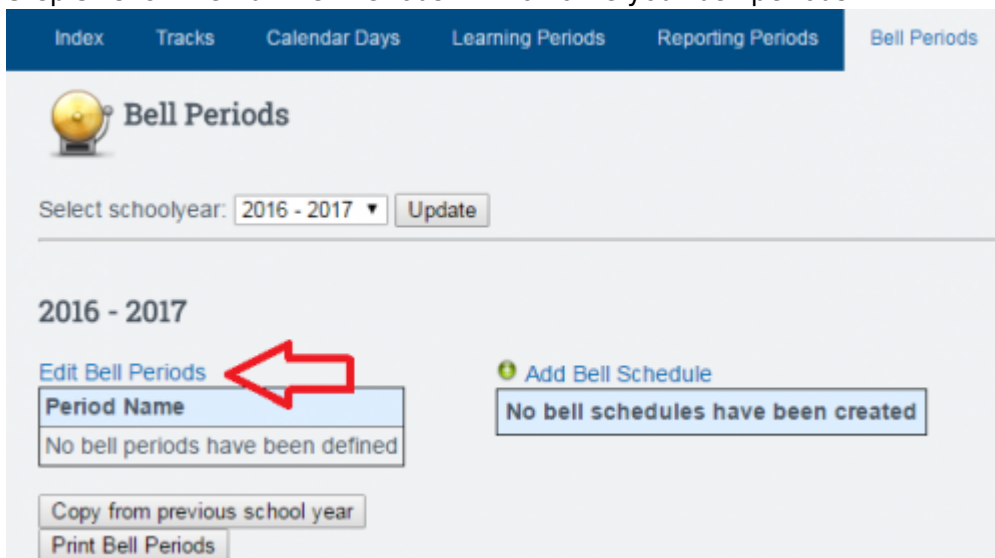 Index Tracks Calendar Days Learning Periods Reporting Periods Bell Periods
Bell Periods
Select schoolyear: 2016 - 2017 Update
2016 - 2017
Edit Bell Periods
Period Name
No bell periods have been defined
Add Bell Schedule
No bell schedules have been created
Copy from previous school year
Print Bell Periods